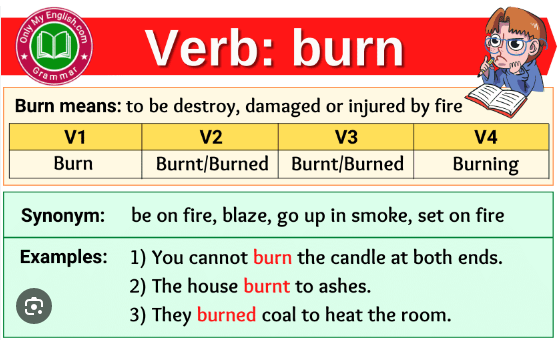 Only My English.com
Grammar
Verb: burn
Burn means: to be destroy, damaged or injured by fire
V1 V2 V3 V4
Burn Burnt/Burned Burnt/Burned Burning
Synonym: be on fire, blaze, go up in smoke, set on fire
Examples: 1) You cannot burn the candle at both ends.
2) The house burnt to ashes.
3) They burned coal to heat the room.